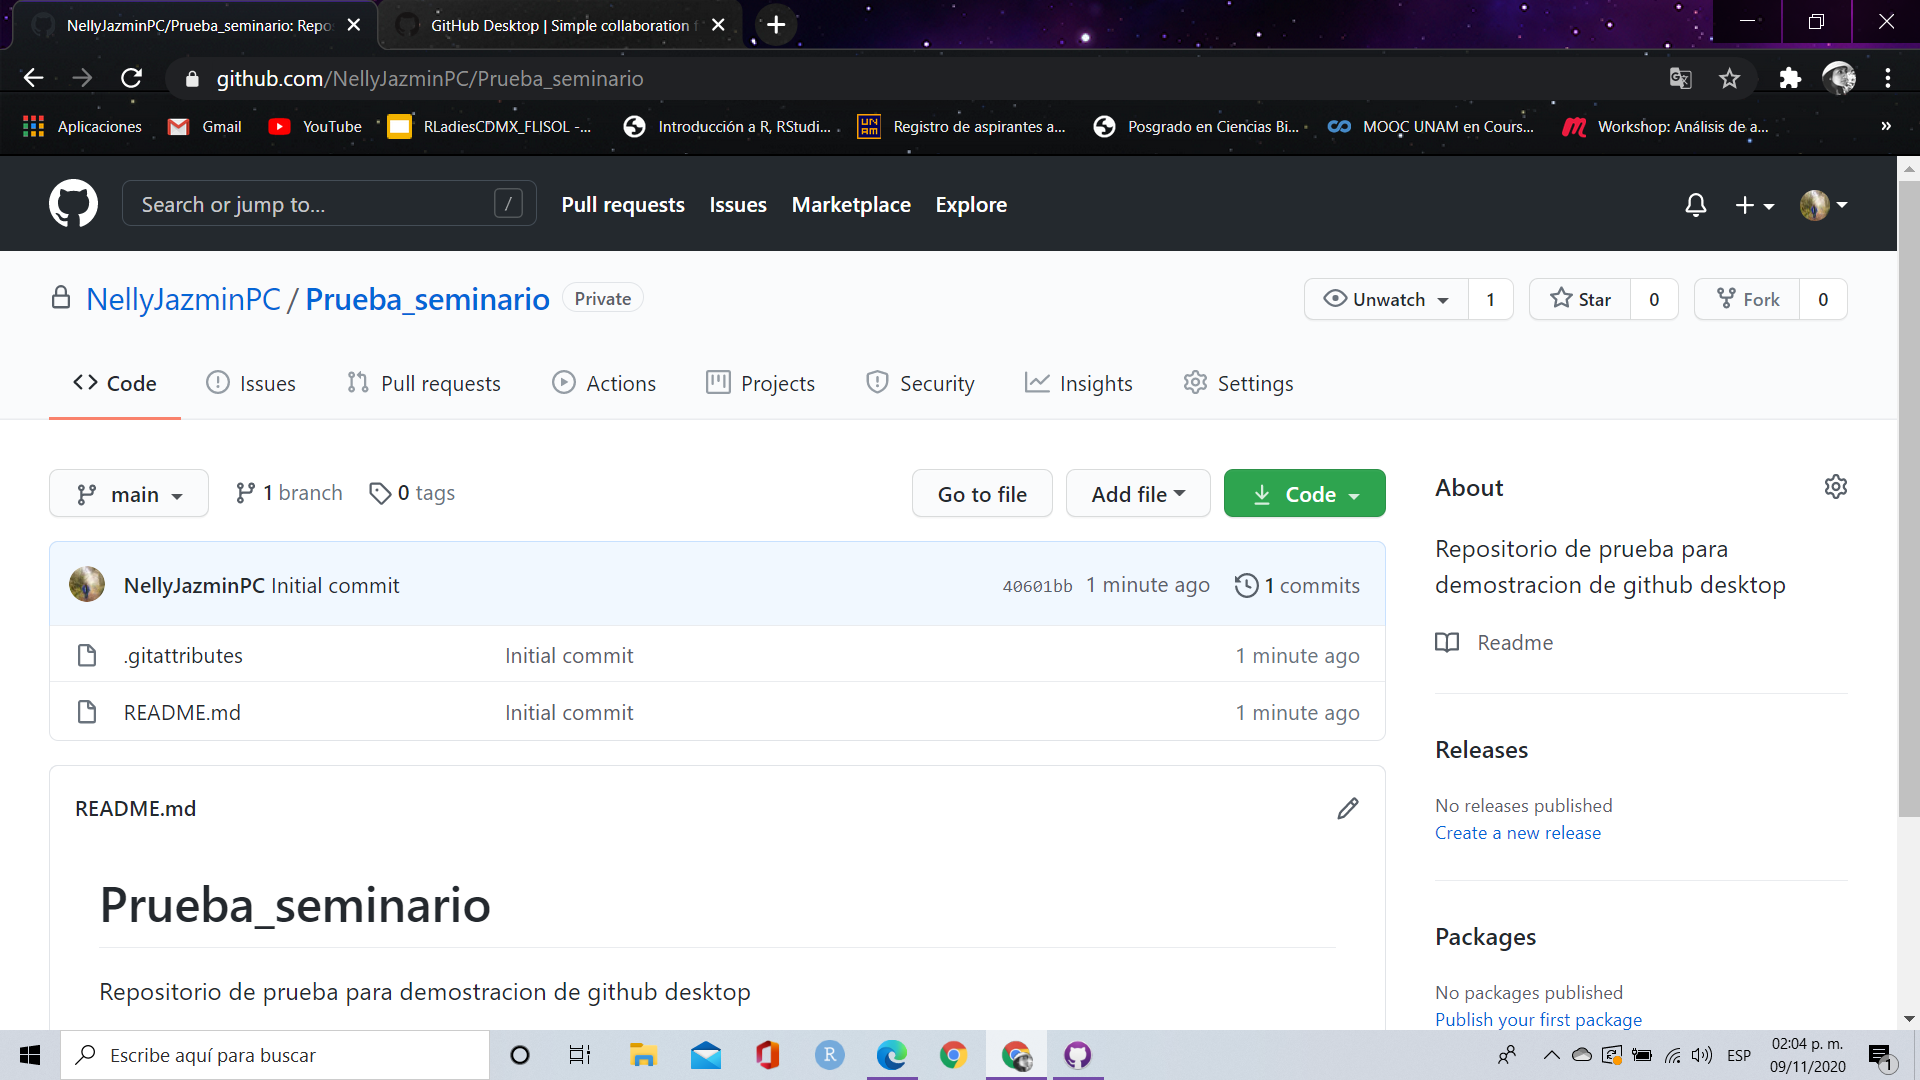 NellyJazminPC/Prueba_seminario: Repo
GitHub Desktop | Simple collaboration f
github.com/NellyJazminPC/Prueba_seminario
Aplicaciones
Gmail
YouTube
RLadiesCDMX_FLISOL -...
Introducción a R, RStudi...
Registro de aspirantes a...
Posgrado en Ciencias Bi...
MOOC UNAM en Cours...
Workshop: Análisis de a...
»
Search or jump to...
/
Pull requests
Issues
Marketplace
Explore
NellyJazminPC / Prueba_seminario
Private
Unwatch 1
Star 0
Fork 0
Code
Issues
Pull requests
Actions
Projects
Security
Insights
Settings
main
1 branch
0 tags
Go to file
Add file
Code
NellyJazminPC Initial commit
40601bb 1 minute ago
1 commits
.gitattributes Initial commit 1 minute ago
README.md Initial commit 1 minute ago
README.md
Prueba_seminario
Repositorio de prueba para demostracion de github desktop
About
Repositorio de prueba para
demostracion de github desktop
Readme
Releases
No releases published
Create a new release
Packages
No packages published
Publish your first package
Escribe aquí para buscar
R
ESP
02:04 p. m.
09/11/2020
1